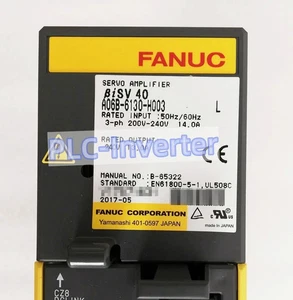 FANUC
SERVO AMPLIFIER
βiSV 40
A06B-6130-H003 L
RATED INPUT :50Hz/60Hz
3-ph 200V-240V 14.0A
RATED OUTPUT
PLC-Inverter
MANUAL NO.:B-65322
STANDARD :EN61800-5-1,UL508C
2017-05
FANUC CORPORATION
Yamanashi 401-0597 JAPAN
CZ8